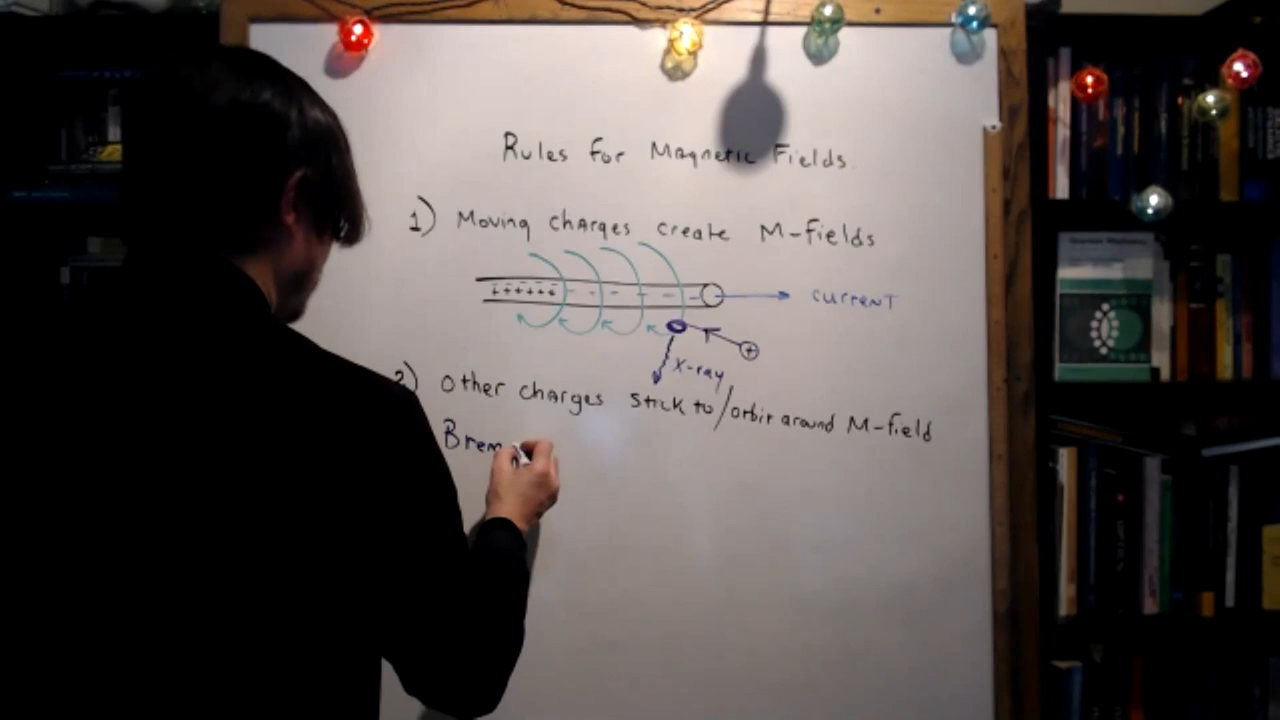 Rules for Magnetic Fields
1) Moving charges create M-fields
++++++ - - - - - -
current
+
X-ray
2) Other charges stick to/orbit around M-field
Brem